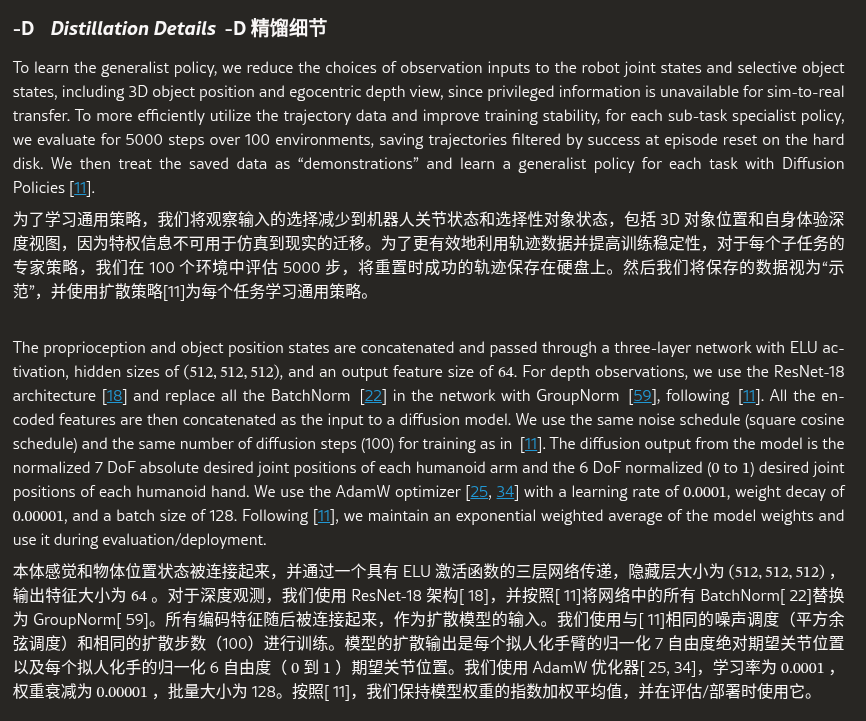 -D Distillation Details -D 精馏细节
To learn the generalist policy, we reduce the choices of observation inputs to the robot joint states and selective object
states, including 3D object position and egocentric depth view, since privileged information is unavailable for sim-to-real
transfer. To more efficiently utilize the trajectory data and improve training stability, for each sub-task specialist policy,
we evaluate for 5000 steps over 100 environments, saving trajectories filtered by success at episode reset on the hard
disk. We then treat the saved data as “demonstrations” and learn a generalist policy for each task with Diffusion
Policies [11].
为了学习通用策略，我们将观察输入的选择减少到机器人关节状态和选择性对象状态，包括 3D 对象位置和自身体验深
度视图，因为特权信息不可用于仿真到现实的迁移。为了更有效地利用轨迹数据并提高训练稳定性，对于每个子任务的
专家策略，我们在 100 个环境中评估 5000 步，将重置时成功的轨迹保存在硬盘上。然后我们将保存的数据视为“示
范”，并使用扩散策略[11]为每个任务学习通用策略。
The proprioception and object position states are concatenated and passed through a three-layer network with ELU ac-
tivation, hidden sizes of (512, 512, 512), and an output feature size of 64. For depth observations, we use the ResNet-18
architecture [18] and replace all the BatchNorm [22] in the network with GroupNorm [59], following [11]. All the en-
coded features are then concatenated as the input to a diffusion model. We use the same noise schedule (square cosine
schedule) and the same number of diffusion steps (100) for training as in [11]. The diffusion output from the model is the
normalized 7 DoF absolute desired joint positions of each humanoid arm and the 6 DoF normalized (0 to 1) desired joint
positions of each humanoid hand. We use the AdamW optimizer [25, 34] with a learning rate of 0.0001, weight decay of
0.00001, and a batch size of 128. Following [11], we maintain an exponential weighted average of the model weights and
use it during evaluation/deployment.
本体感觉和物体位置状态被连接起来，并通过一个具有 ELU 激活函数的三层网络传递，隐藏层大小为 (512, 512, 512) ，
输出特征大小为 64 。对于深度观测，我们使用 ResNet-18 架构[ 18]，并按照[ 11]将网络中的所有 BatchNorm[ 22]替换
为 GroupNorm[ 59]。所有编码特征随后被连接起来，作为扩散模型的输入。我们使用与[ 11]相同的噪声调度（平方余
弦调度）和相同的扩散步数（100）进行训练。模型的扩散输出是每个拟人化手臂的归一化 7 自由度绝对期望关节位置
以及每个拟人化手的归一化 6 自由度（ 0 到 1 ）期望关节位置。我们使用 AdamW 优化器[ 25, 34]，学习率为 0.0001 ，
权重衰减为 0.00001 ，批量大小为 128。按照[ 11]，我们保持模型权重的指数加权平均值，并在评估/部署时使用它。